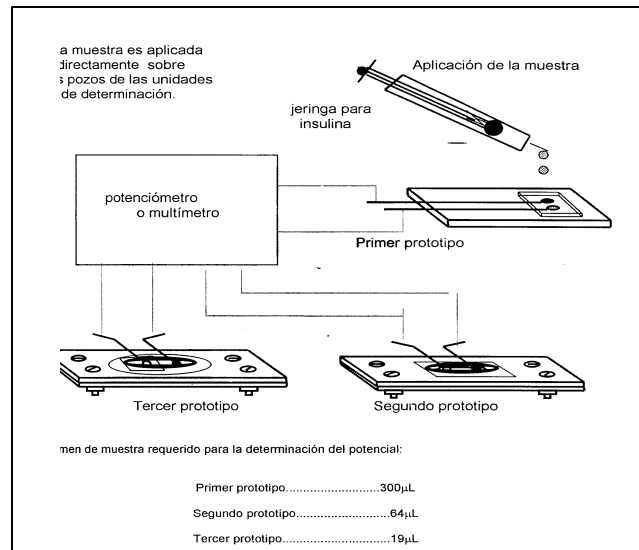 a muestra es aplicada
directamente sobre
s pozos de las unidades
de determinación.
Aplicación de la muestra
jeringa para
insulina
potenciómetro
o multímetro
Primer prototipo
Tercer prototipo
Segundo prototipo
men de muestra requerido para la determinación del potencial:
Primer prototipo...........................300µL
Segundo prototipo...........................64µL
Tercer prototipo............................19µL